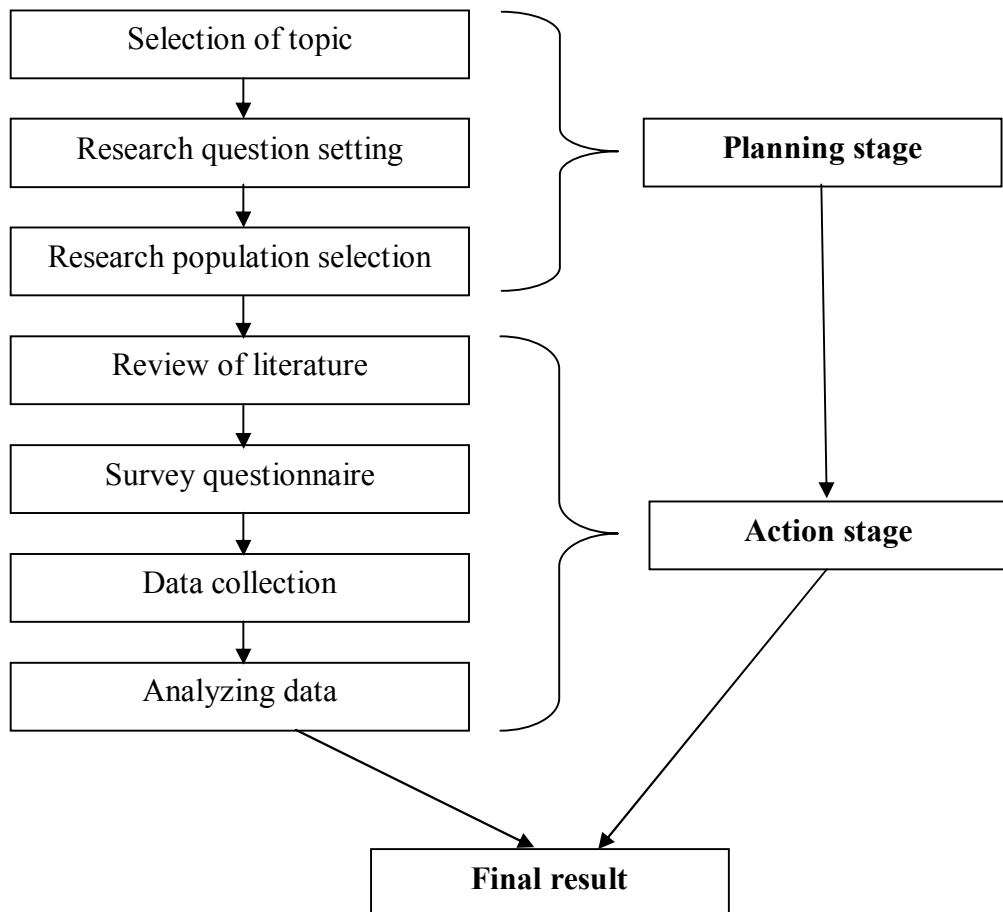 Selection of topic
Research question setting
Research population selection
Planning stage
Review of literature
Survey questionnaire
Data collection
Analyzing data
Action stage
Final result